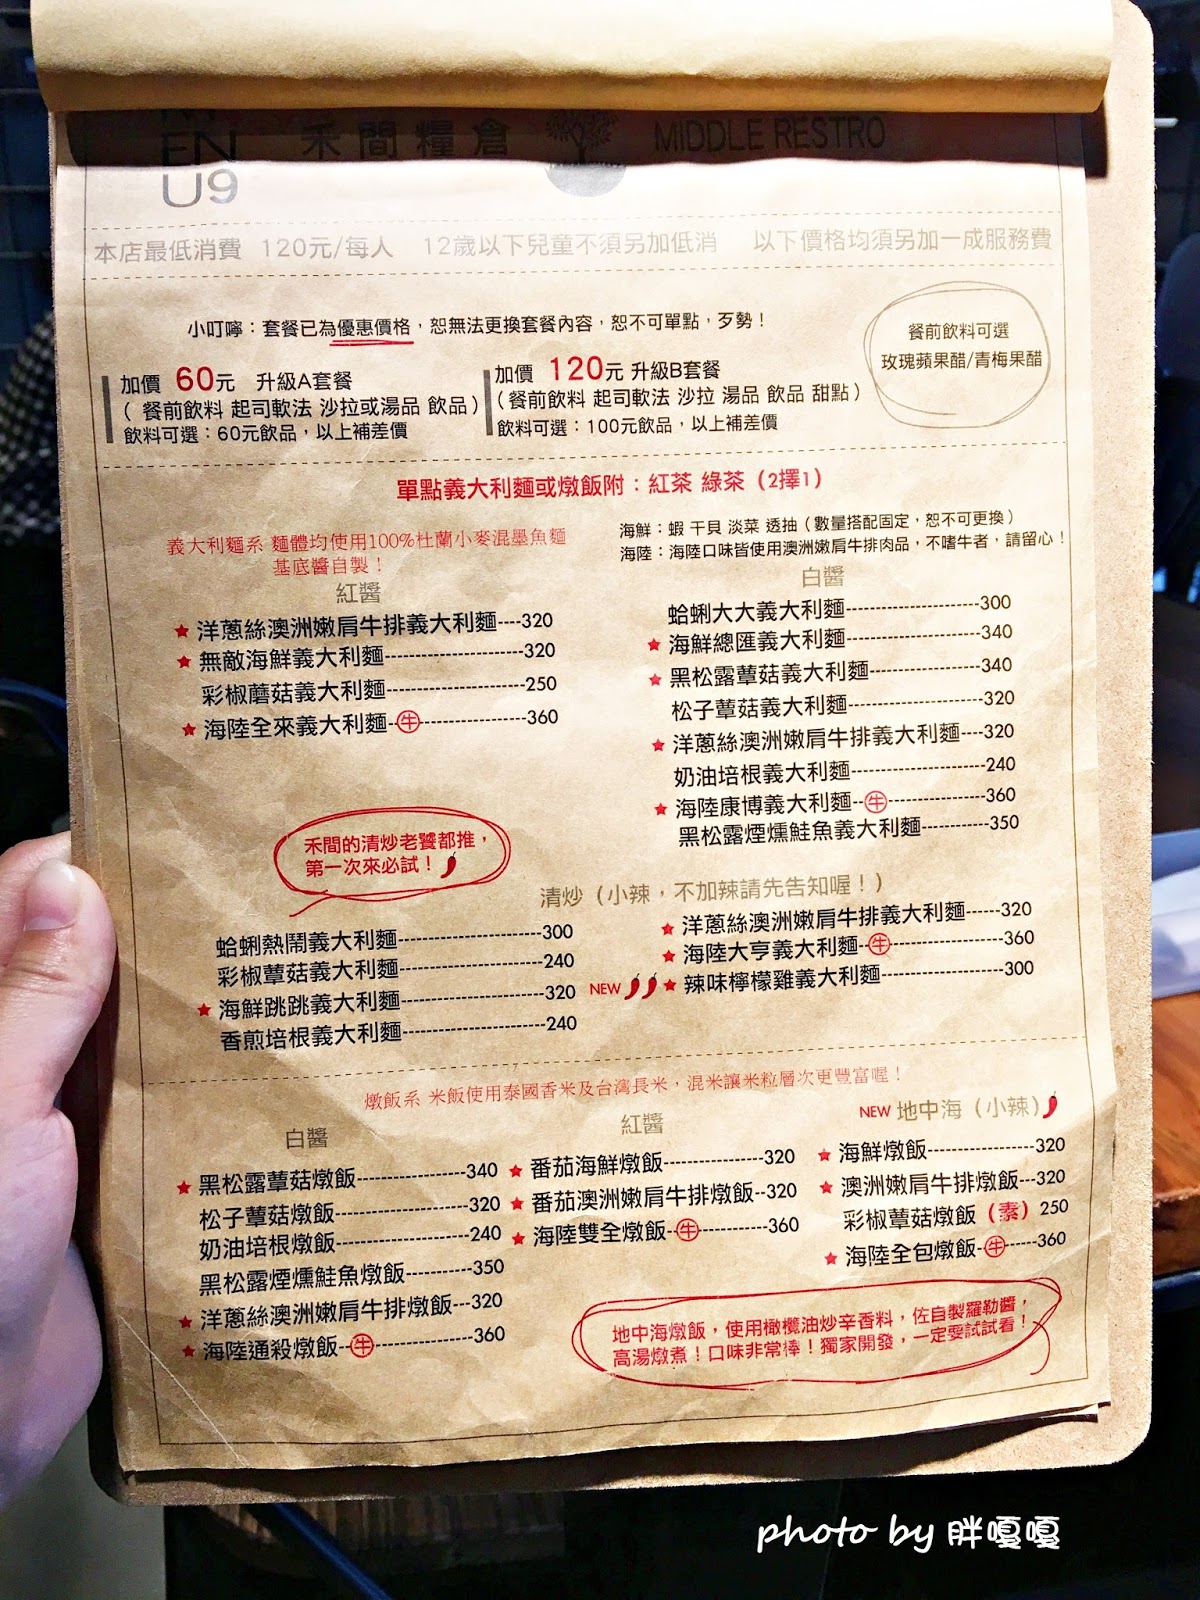 MEN
U9
禾間糧倉
MIDDLE RESTRO
本店最低消費 120元/每人 12歲以下兒童不須另加低消 以下價格均須另加一成服務費
小叮嚀：套餐已為優惠價格，恕無法更換套餐內容，恕不可單點，歹勢！
餐前飲料可選
玫瑰蘋果醋/青梅果醋
加價 60元 升級A套餐
（ 餐前飲料 起司軟法 沙拉或湯品 飲品）
飲料可選：60元飲品，以上補差價
加價 120元 升級B套餐
（餐前飲料 起司軟法 沙拉 湯品 飲品 甜點）
飲料可選：100元飲品，以上補差價
單點義大利麵或燉飯附：紅茶 綠茶（2擇1）
義大利麵系 麵體均使用100%杜蘭小麥混墨魚麵
基底醬自製！
海鮮：蝦 干貝 淡菜 透抽（數量搭配固定，恕不可更換）
海陸：海陸口味皆使用澳洲嫩肩牛排肉品，不嗜牛者，請留心！
紅醬
★ 洋蔥絲澳洲嫩肩牛排義大利麵----320
★ 無敵海鮮義大利麵----------------------320
彩椒蘑菇義大利麵----------------------250
★ 海陸全來義大利麵--牛----------------360
白醬
蛤蜊大大義大利麵----------------------300
★ 海鮮總匯義大利麵----------------------340
★ 黑松露蕈菇義大利麵------------------340
松子蕈菇義大利麵----------------------320
★ 洋蔥絲澳洲嫩肩牛排義大利麵----320
奶油培根義大利麵----------------------240
★ 海陸康博義大利麵--牛----------------360
黑松露煙燻鮭魚義大利麵-----------350
禾間的清炒老饕都推，
第一次來必試！
清炒（小辣，不加辣請先告知喔！）
蛤蜊熱鬧義大利麵----------------------300
彩椒蕈菇義大利麵----------------------240
★ 海鮮跳跳義大利麵----------------------320
香煎培根義大利麵----------------------240
★ 洋蔥絲澳洲嫩肩牛排義大利麵------320
★ 海陸大亨義大利麵--牛----------------360
NEW ★ 辣味檸檬雞義大利麵------------------300
燉飯系 米飯使用泰國香米及台灣長米，混米讓米粒層次更豐富喔！
白醬
★ 黑松露蕈菇燉飯------------------340
松子蕈菇燉飯----------------------320
奶油培根燉飯----------------------240
黑松露煙燻鮭魚燉飯-----------350
★ 洋蔥絲澳洲嫩肩牛排燉飯---320
★ 海陸通殺燉飯--牛----------------360
紅醬
★ 番茄海鮮燉飯----------------320
★ 番茄澳洲嫩肩牛排燉飯--320
★ 海陸雙全燉飯--牛-----------360
NEW 地中海（小辣）
★ 海鮮燉飯------------------320
★ 澳洲嫩肩牛排燉飯---320
彩椒蕈菇燉飯（素）250
★ 海陸全包燉飯-牛------360
地中海燉飯，使用橄欖油炒辛香料，佐自製羅勒醬，
高湯燉煮！口味非常棒！獨家開發，一定要試試看！
photo by 胖嘎嘎